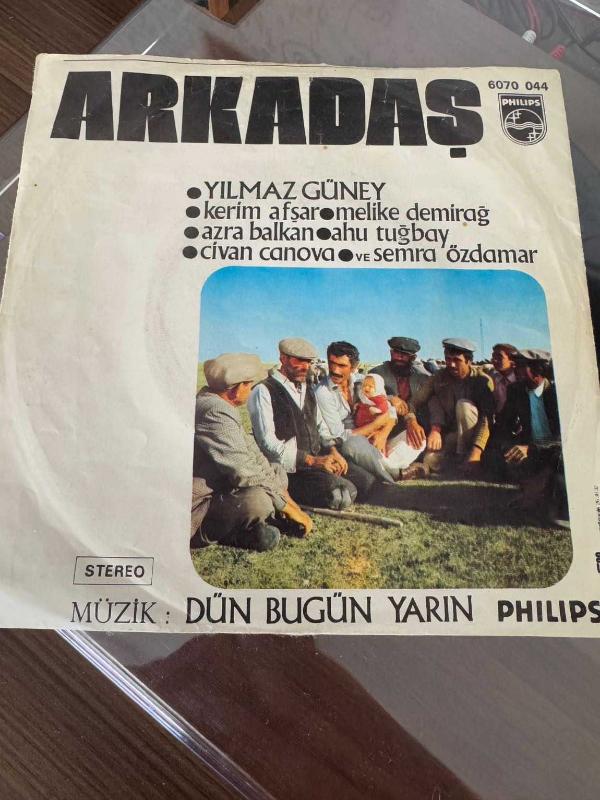 ARKADAŞ
6070 044
PHILIPS
●YILMAZ GÜNEY
●kerim afşar●melike demirağ
●azra balkan●ahu tuğbay
●civan canova●VE semra özdamar
STEREO
MÜZİK : DÜN BUGÜN YARIN PHILIPS